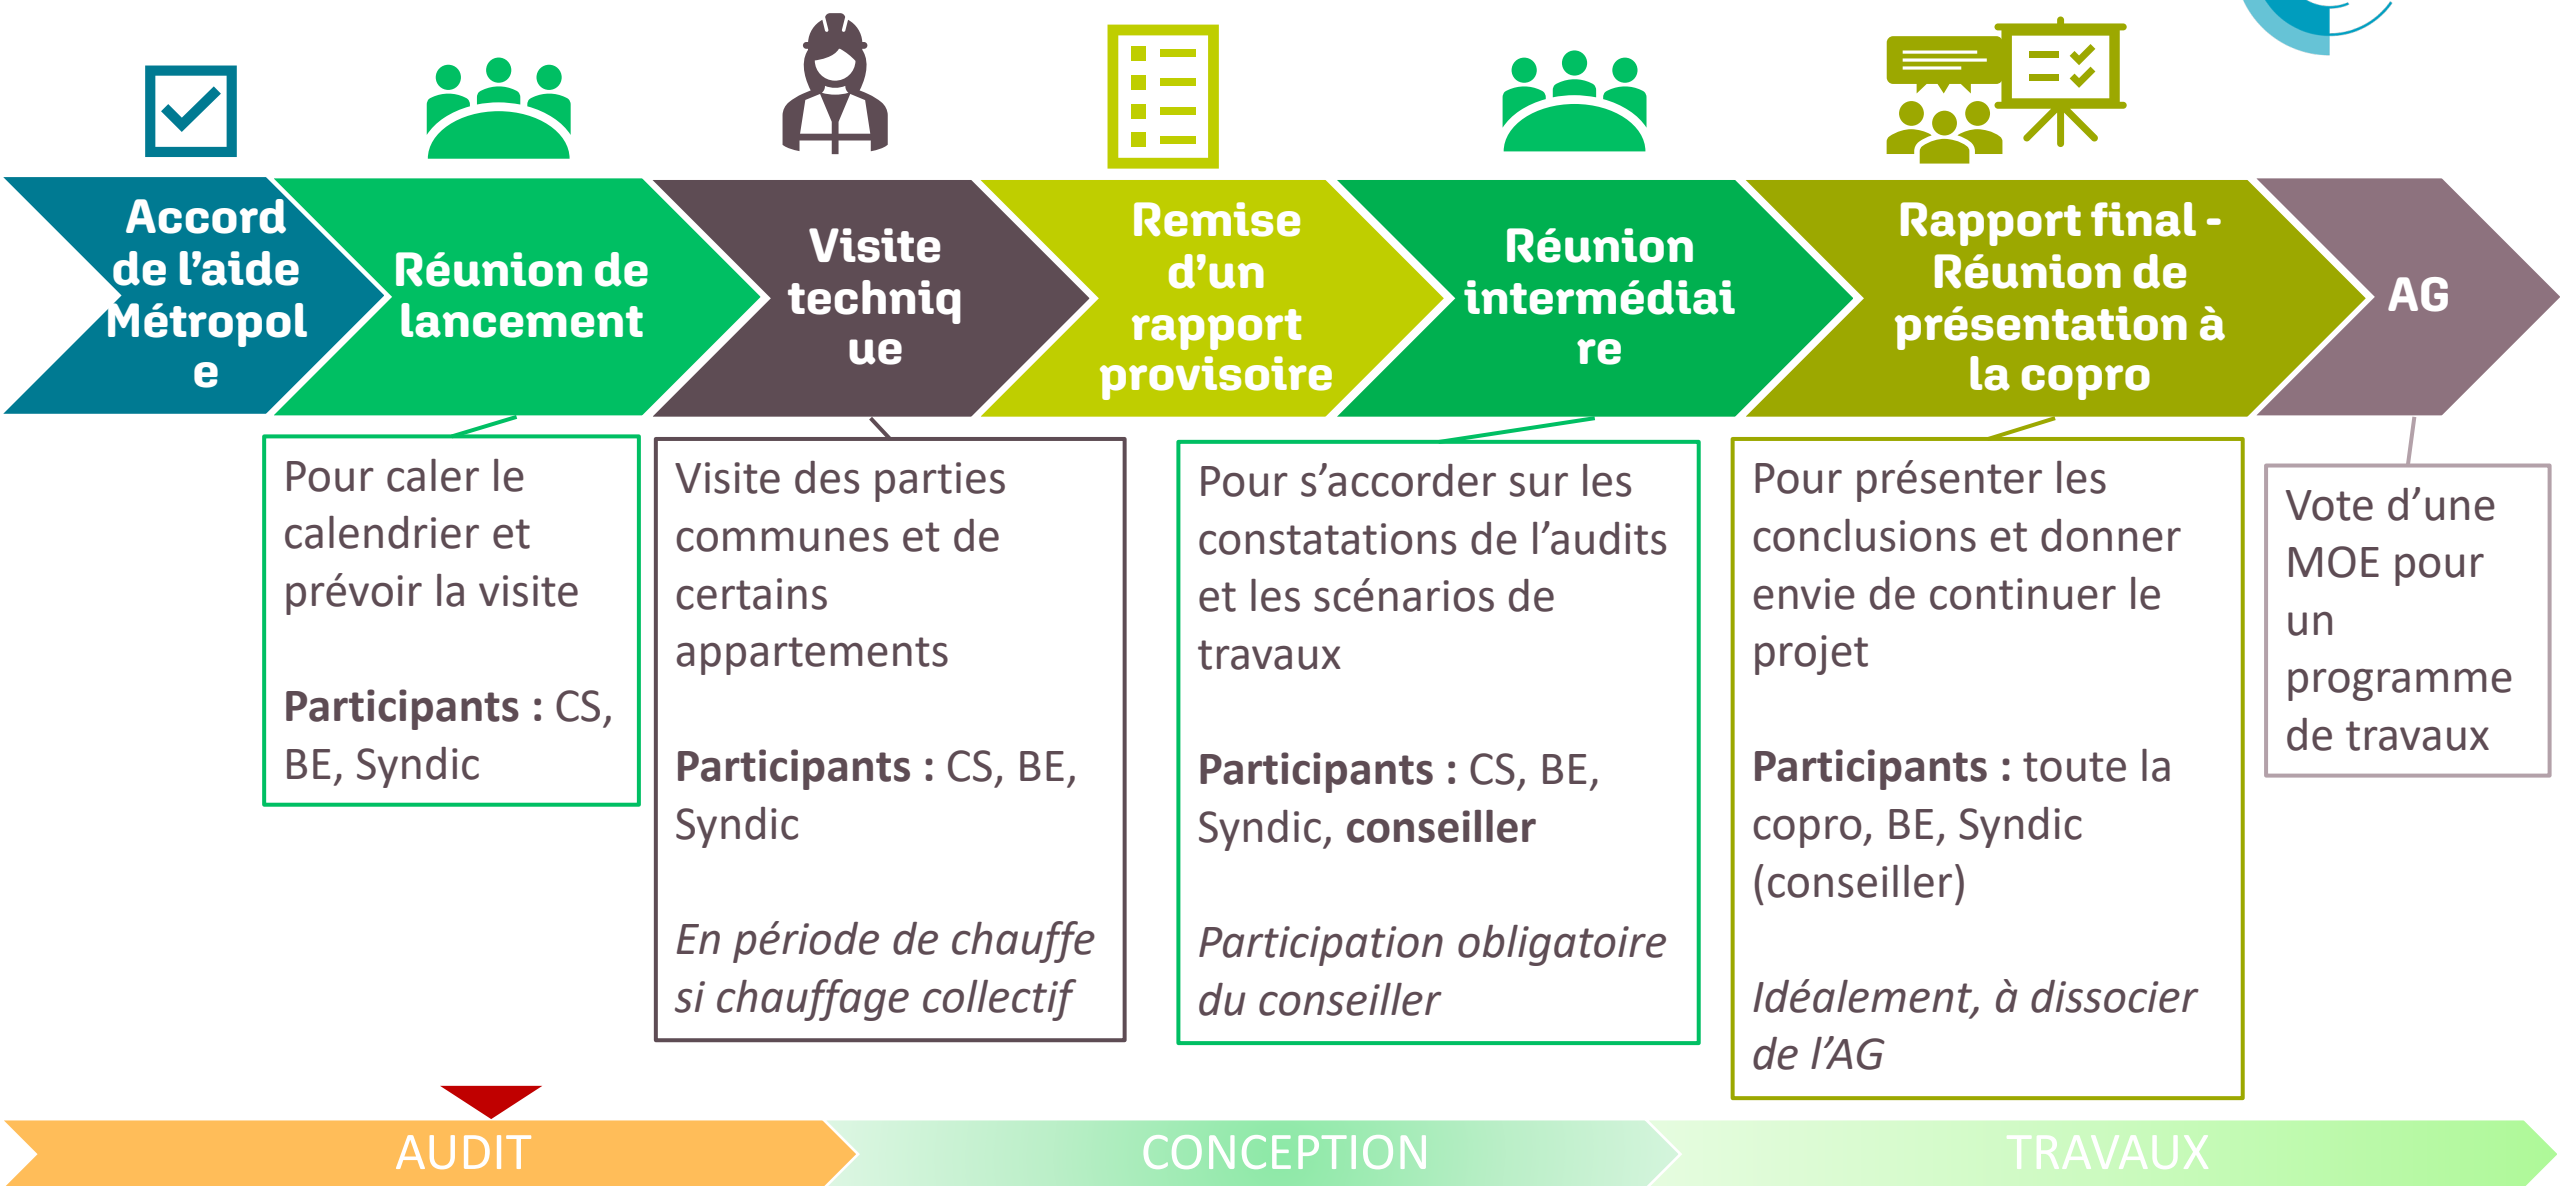 Accord
de l’aide
Métropol
e
Réunion de
lancement
Visite
techniq
ue
Remise
d’un
rapport
provisoire
Réunion
intermédiai
re
Rapport final -
Réunion de
présentation à
la copro
AG
Pour caler le
calendrier et
prévoir la visite
Participants : CS,
BE, Syndic
Visite des parties
communes et de
certains
appartements
Participants : CS, BE,
Syndic
En période de chauffe
si chauffage collectif
Pour s’accorder sur les
constatations de l’audits
et les scénarios de
travaux
Participants : CS, BE,
Syndic, conseiller
Participation obligatoire
du conseiller
Pour présenter les
conclusions et donner
envie de continuer le
projet
Participants : toute la
copro, BE, Syndic
(conseiller)
Idéalement, à dissocier
de l’AG
Vote d’une
MOE pour
un
programme
de travaux
AUDIT
CONCEPTION
TRAVAUX